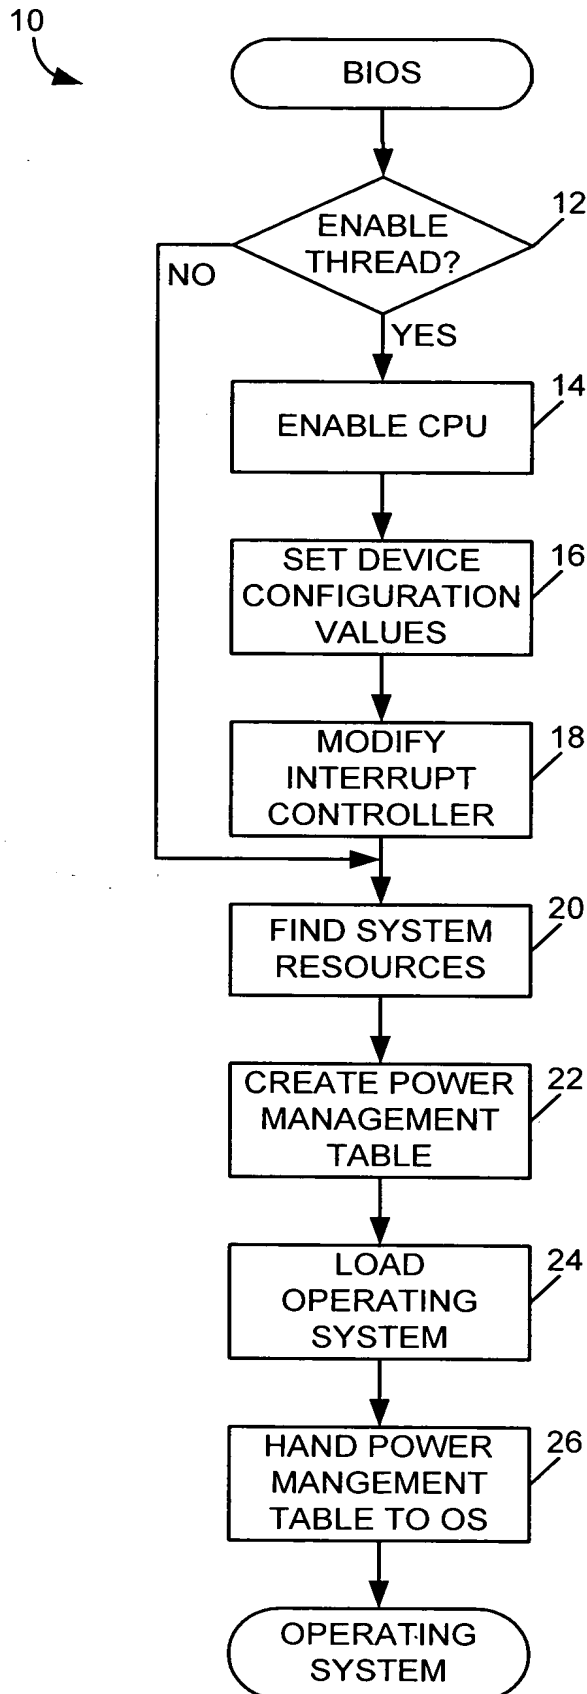 10
BIOS
12
ENABLE
THREAD?
NO
YES
14
ENABLE CPU
16
SET DEVICE
CONFIGURATION
VALUES
18
MODIFY
INTERRUPT
CONTROLLER
20
FIND SYSTEM
RESOURCES
22
CREATE POWER
MANAGEMENT
TABLE
24
LOAD
OPERATING
SYSTEM
26
HAND POWER
MANGEMENT
TABLE TO OS
OPERATING
SYSTEM